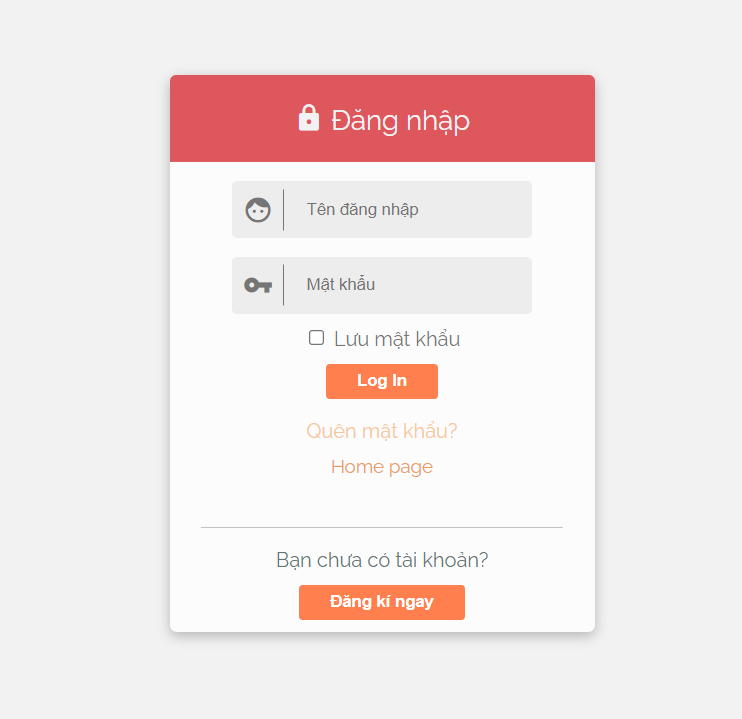 Đăng nhập
Tên đăng nhập
Mật khẩu
Lưu mật khẩu
Log In
Quên mật khẩu?
Home page
Bạn chưa có tài khoản?
Đăng kí ngay